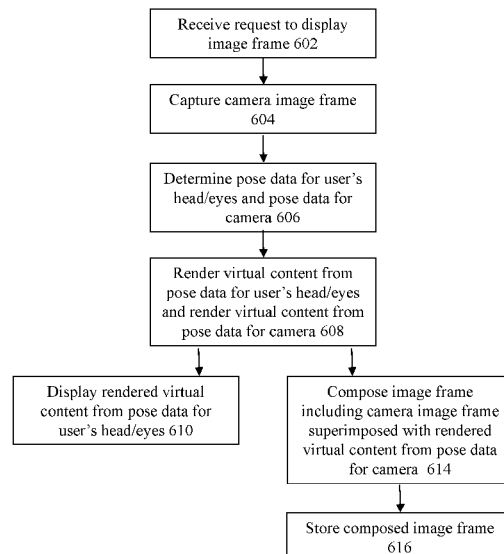 Receive request to display
image frame 602
Capture camera image frame
604
Determine pose data for user's
head/eyes and pose data for
camera 606
Render virtual content from
pose data for user's head/eyes
and render virtual content from
pose data for camera 608
Display rendered virtual
content from pose data for
user's head/eyes 610
Compose image frame
including camera image frame
superimposed with rendered
virtual content from pose data
for camera 614
Store composed image frame
616